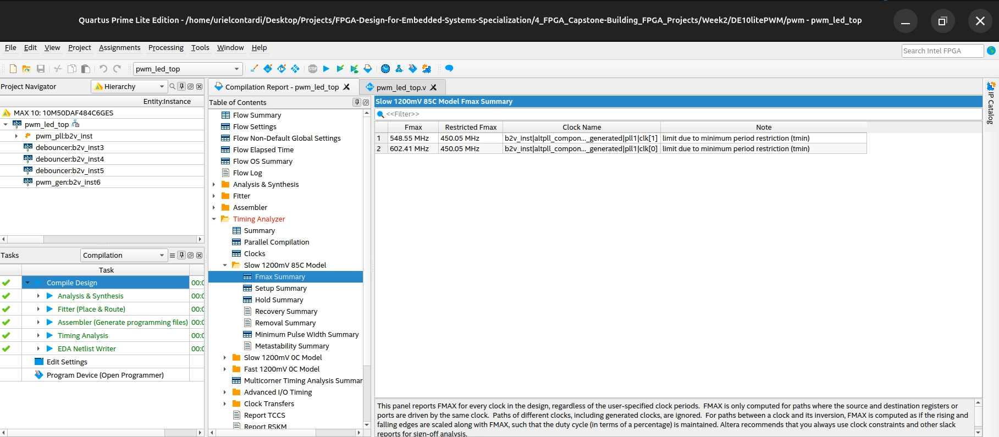 Quartus Prime Lite Edition - /home/urielcontardi/Desktop/Projects/FPGA-Design-for-Embedded-Systems-Specialization/4_FPGA_Capstone-Building_FPGA_Projects/Week2/DE10litePWM/pwm - pwm_led_top
File Edit View Project Assignments Processing Tools Window Help
Search Intel FPGA
pwm_led_top
STOP
Project Navigator
Hierarchy
Entity:Instance
MAX 10: 10M50DAF484C6GES
pwm_led_top
pwm_pll:b2v_inst
debouncer:b2v_inst3
debouncer:b2v_inst4
debouncer:b2v_inst5
pwm_gen:b2v_inst6
Tasks
Compilation
Task
Compile Design 00:0
Analysis & Synthesis 00:0
Fitter (Place & Route) 00:0
Assembler (Generate programming files) 00:0
Timing Analysis 00:0
EDA Netlist Writer 00:0
Edit Settings
Program Device (Open Programmer)
Compilation Report - pwm_led_top
pwm_led_top.v
Table of Contents
Flow Summary
Flow Settings
Flow Non-Default Global Settings
Flow Elapsed Time
Flow OS Summary
Flow Log
Analysis & Synthesis
Fitter
Assembler
Timing Analyzer
Summary
Parallel Compilation
Clocks
Slow 1200mV 85C Model
Fmax Summary
Setup Summary
Hold Summary
Recovery Summary
Removal Summary
Minimum Pulse Width Summary
Metastability Summary
Slow 1200mV 0C Model
Fast 1200mV 0C Model
Multicorner Timing Analysis Summar
Advanced I/O Timing
Clock Transfers
Report TCCS
Report RSKM
Slow 1200mV 85C Model Fmax Summary
<<Filter>>
Fmax Restricted Fmax Clock Name Note
1 548.55 MHz 450.05 MHz b2v_inst|altpll_compon..._generated|pll1|clk[1] limit due to minimum period restriction (tmin)
2 602.41 MHz 450.05 MHz b2v_inst|altpll_compon..._generated|pll1|clk[0] limit due to minimum period restriction (tmin)
This panel reports FMAX for every clock in the design, regardless of the user-specified clock periods. FMAX is only computed for paths where the source and destination registers or
ports are driven by the same clock. Paths of different clocks, including generated clocks, are ignored. For paths between a clock and its inversion, FMAX is computed as if the rising and
falling edges are scaled along with FMAX, such that the duty cycle (in terms of a percentage) is maintained. Altera recommends that you always use clock constraints and other slack
reports for sign-off analysis.
IP Catalog